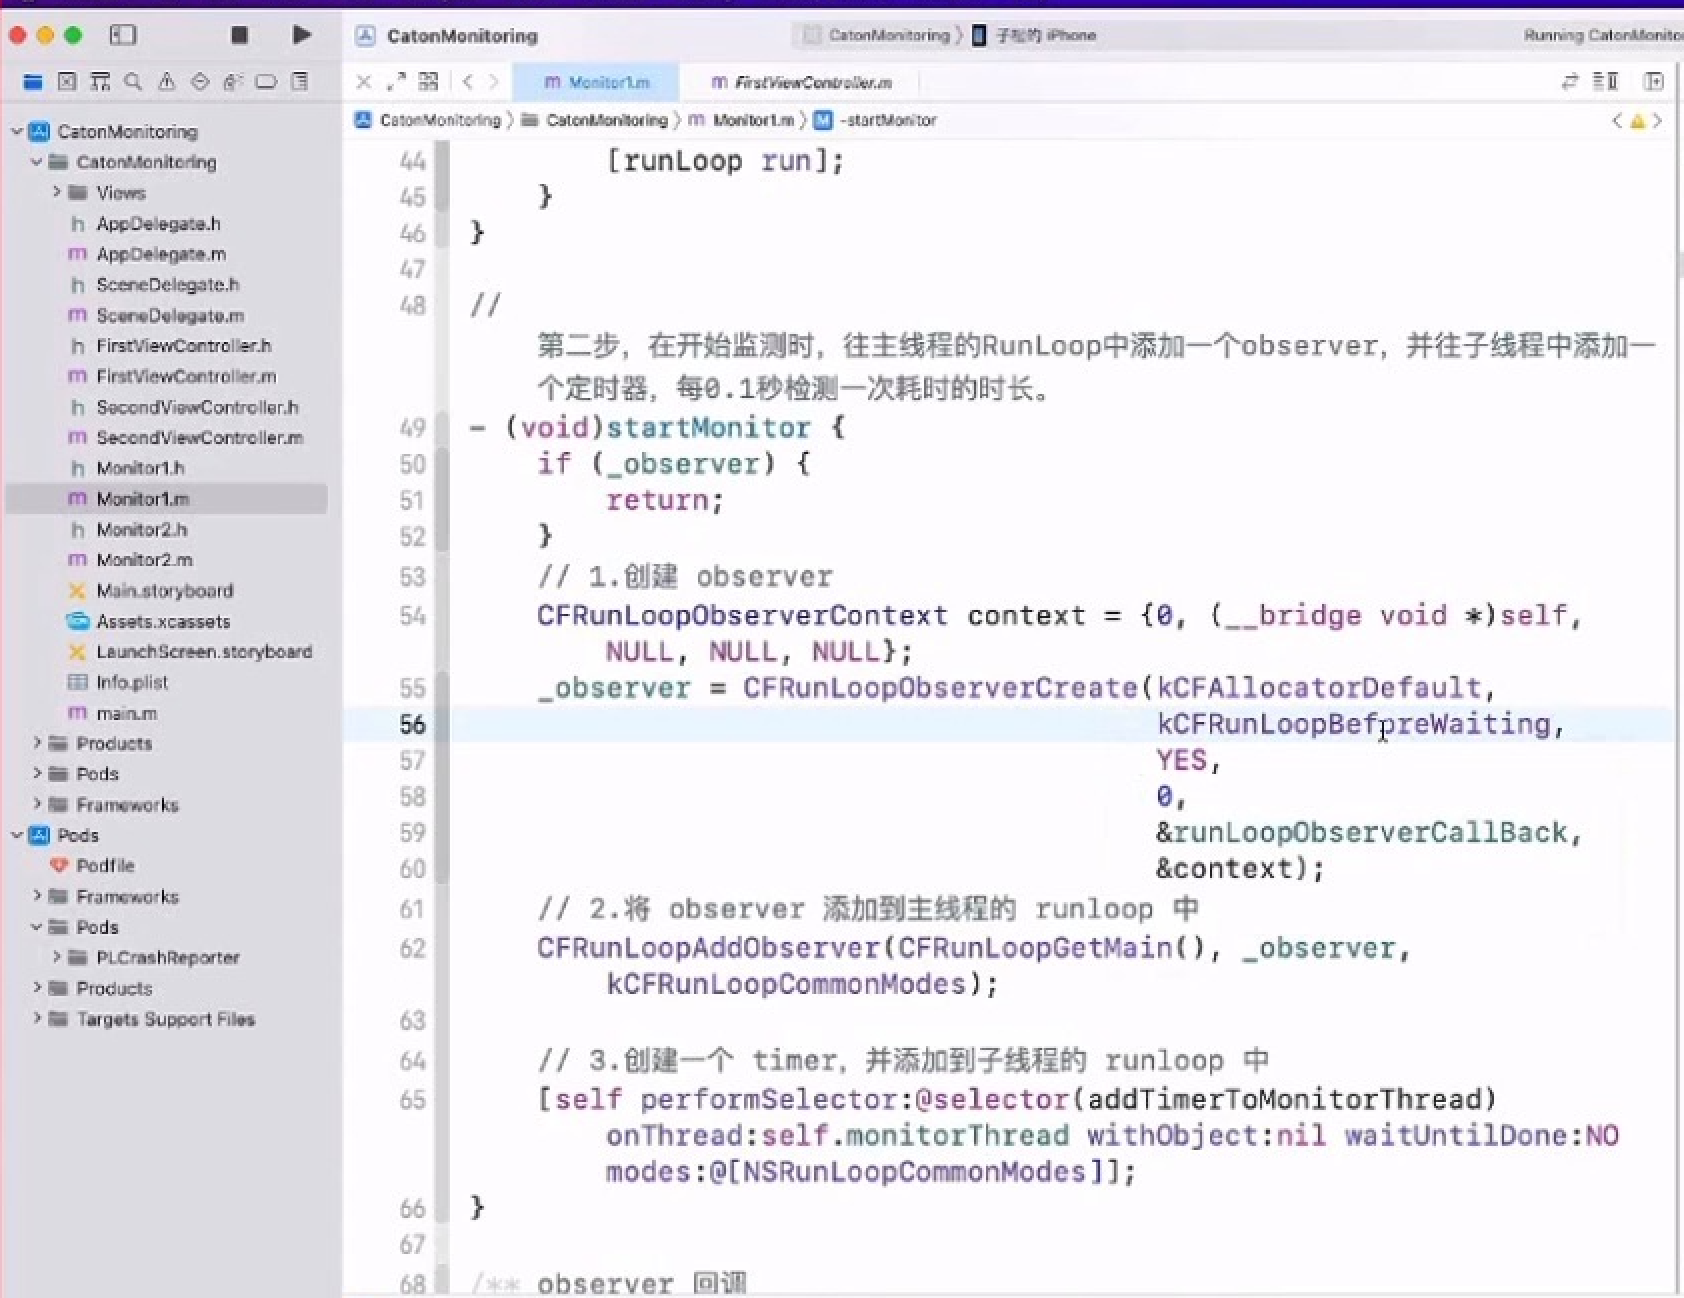 CatonMonitoring
CatonMonitoring 〉 子松的 iPhone
Running CatonMonito
Monitor1.m
FirstViewController.m
CatonMonitoring 〉 CatonMonitoring 〉 m Monitor1.m 〉 M -startMonitor
CatonMonitoring
CatonMonitoring
Views
h AppDelegate.h
m AppDelegate.m
h SceneDelegate.h
m SceneDelegate.m
h FirstViewController.h
m FirstViewController.m
h SecondViewController.h
m SecondViewController.m
h Monitor1.h
m Monitor1.m
h Monitor2.h
m Monitor2.m
Main.storyboard
Assets.xcassets
LaunchScreen.storyboard
Info.plist
m main.m
Products
Pods
Frameworks
Pods
Podfile
Frameworks
Pods
PLCrashReporter
Products
Targets Support Files
44 [runLoop run];
45 }
46 }
47
48 //
第二步，在开始监测时，往主线程的RunLoop中添加一个observer，并往子线程中添加一
个定时器，每0.1秒检测一次耗时的时长。
49 - (void)startMonitor {
50 if (_observer) {
51 return;
52 }
53 // 1.创建 observer
54 CFRunLoopObserverContext context = {0, (__bridge void *)self,
NULL, NULL, NULL};
55 _observer = CFRunLoopObserverCreate(kCFAllocatorDefault,
56 kCFRunLoopBeforeWaiting,
57 YES,
58 0,
59 &runLoopObserverCallBack,
60 &context);
61 // 2.将 observer 添加到主线程的 runloop 中
62 CFRunLoopAddObserver(CFRunLoopGetMain(), _observer,
kCFRunLoopCommonModes);
63
64 // 3.创建一个 timer，并添加到子线程的 runloop 中
65 [self performSelector:@selector(addTimerToMonitorThread)
onThread:self.monitorThread withObject:nil waitUntilDone:NO
modes:@[NSRunLoopCommonModes]];
66 }
67
68 /** observer 回调